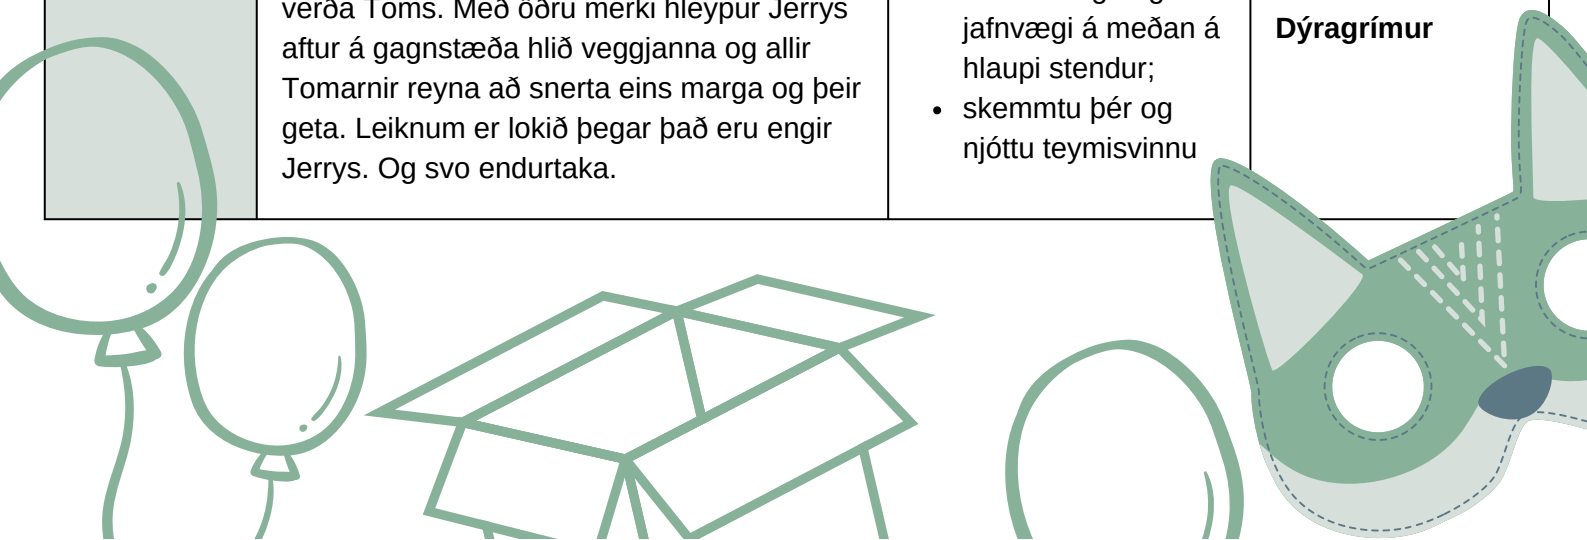 verða Toms. Með öðru merki hleypur Jerrys
aftur á gagnstæða hlið veggjanna og allir
Tomarnir reyna að snerta eins marga og þeir
geta. Leiknum er lokið þegar það eru engir
Jerrys. Og svo endurtaka.
jafnvægi á meðan á
hlaupi stendur;
• skemmtu þér og
njóttu teymisvinnu
Dýragrímur